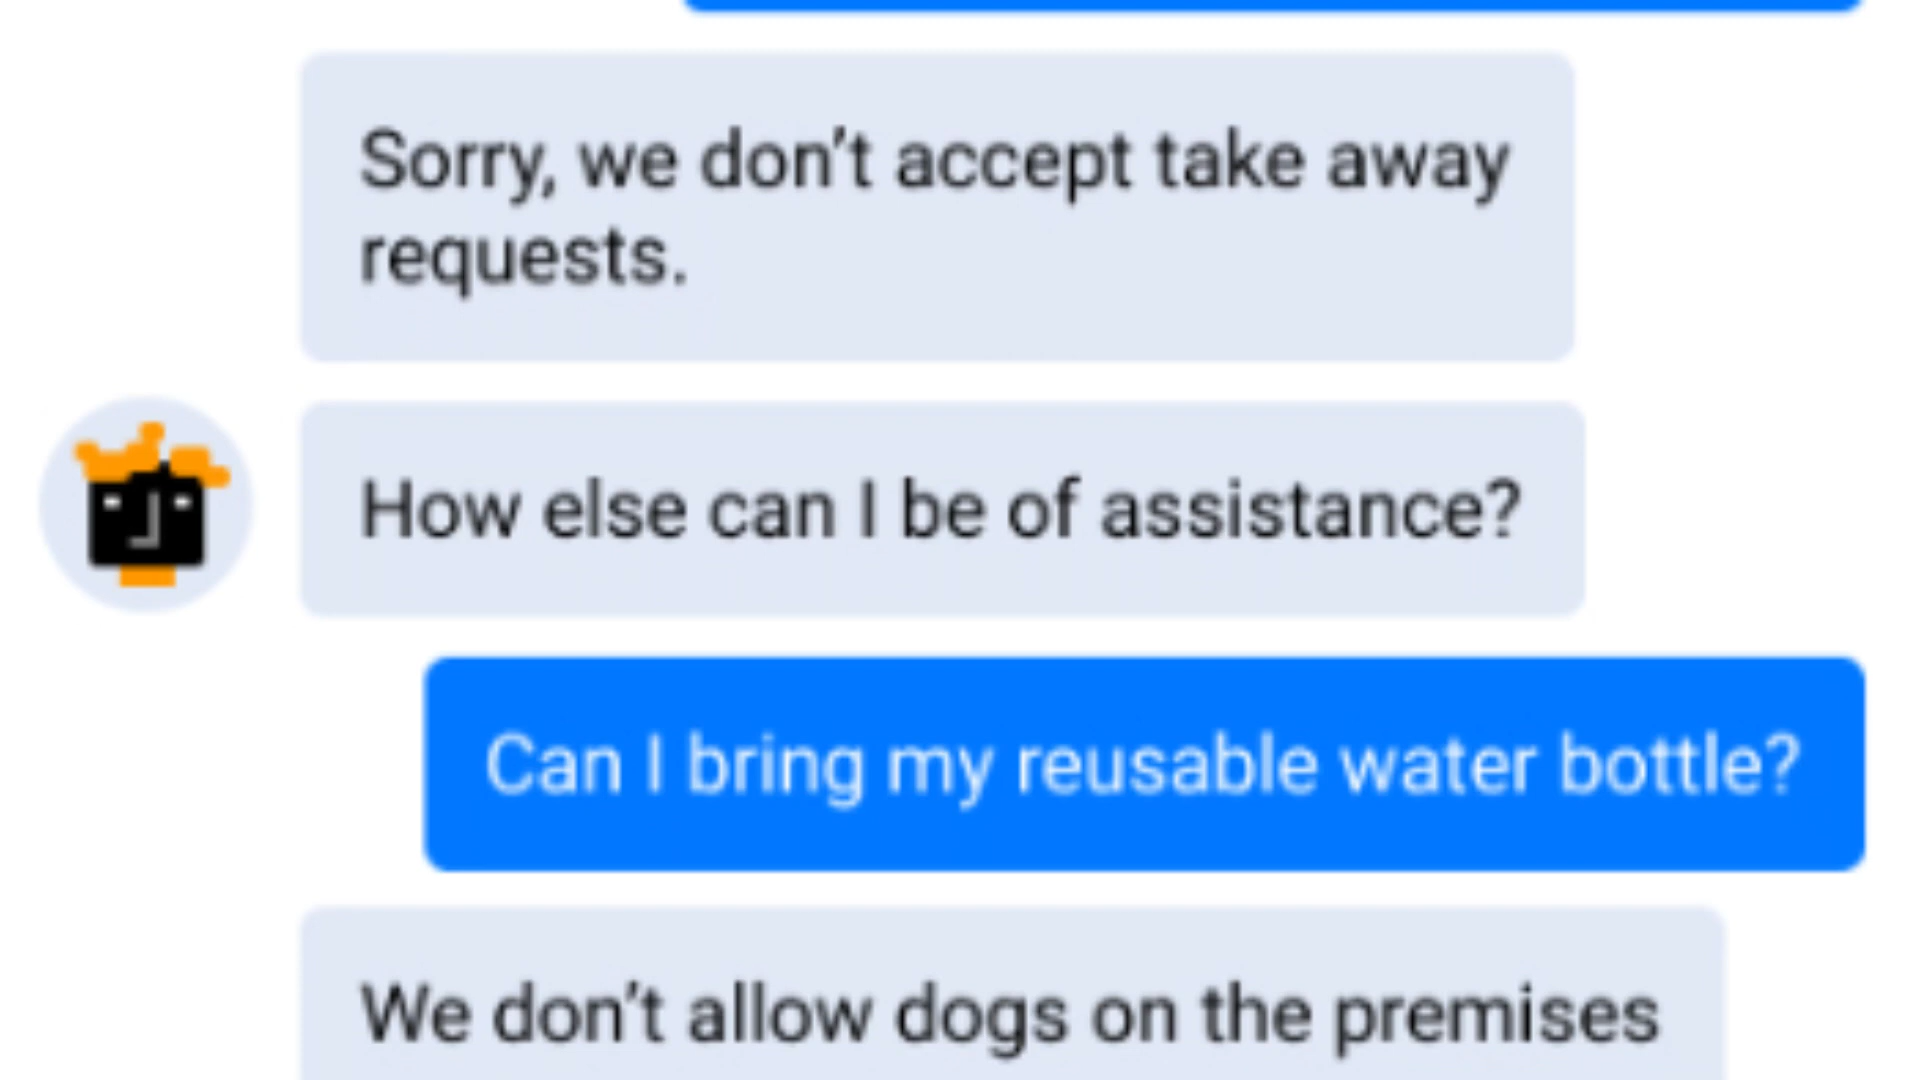 Sorry, we don’t accept take away
requests.
How else can I be of assistance?
Can I bring my reusable water bottle?
We don’t allow dogs on the premises